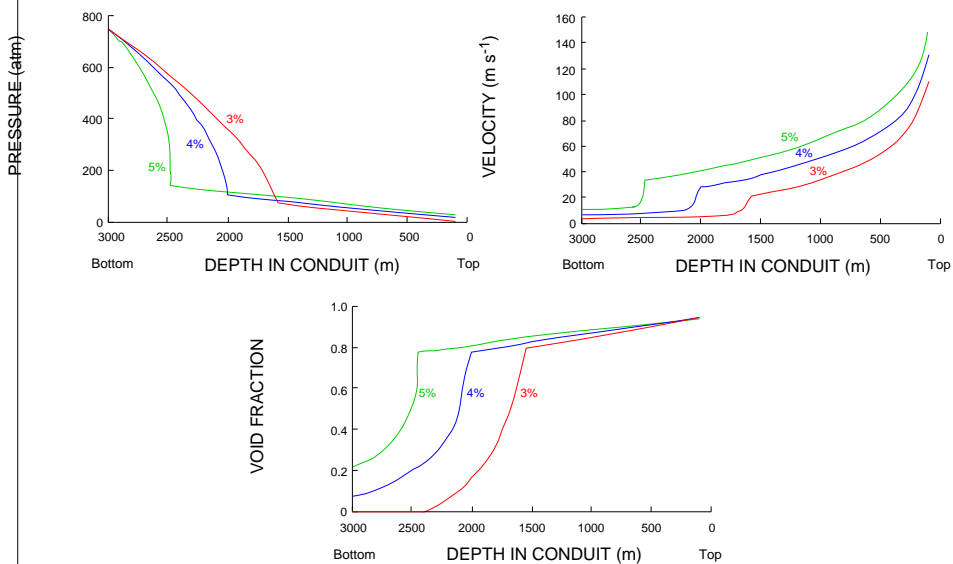 PRESSURE (atm)
800
600
400
200
0
3%
4%
5%
3000 2500 2000 1500 1000 500 0
Bottom DEPTH IN CONDUIT (m) Top
VELOCITY (m s-1)
160
140
120
100
80
60
40
20
0
5%
4%
3%
3000 2500 2000 1500 1000 500 0
Bottom DEPTH IN CONDUIT (m) Top
VOID FRACTION
1.0
0.8
0.6
0.4
0.2
0
5% 4% 3%
3000 2500 2000 1500 1000 500 0
Bottom DEPTH IN CONDUIT (m) Top